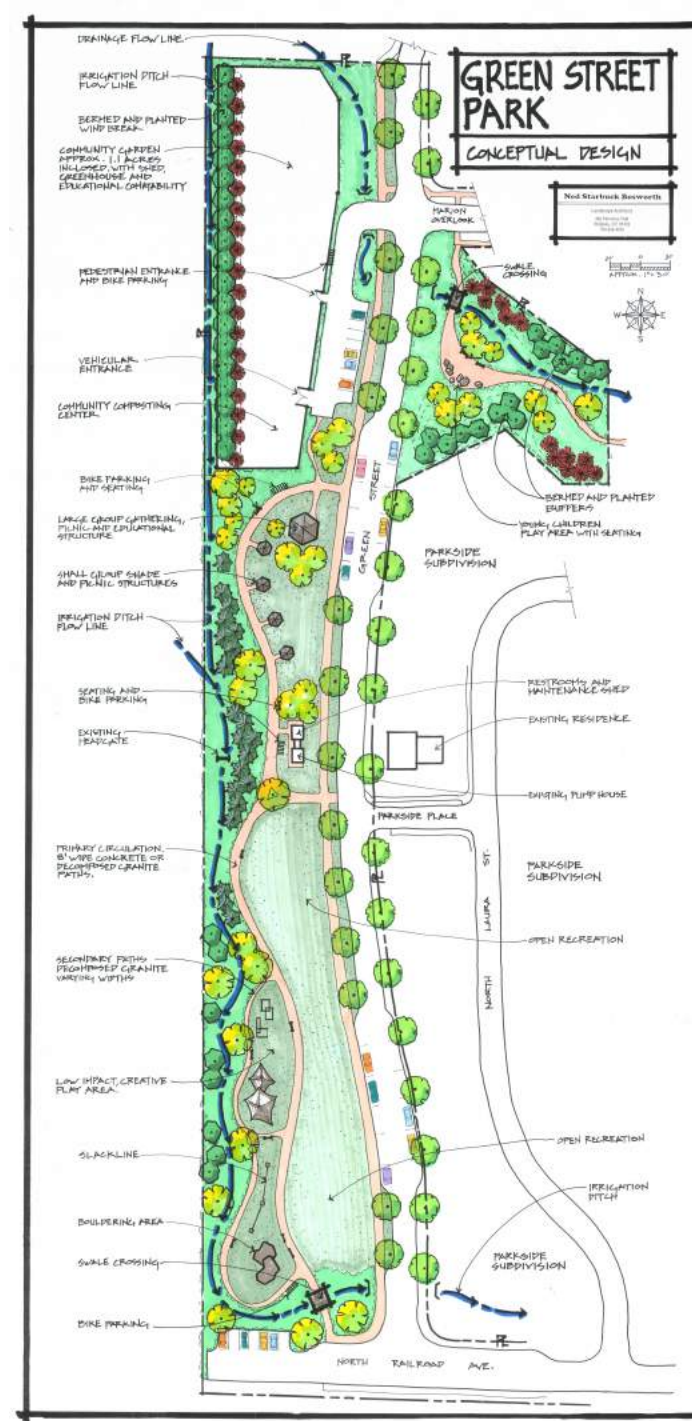 GREEN STREET
PARK
CONCEPTUAL DESIGN
Ned Starbuck Bosworth
DRAINAGE FLOW LINE
IRRIGATION DITCH
FLOW LINE
BERMED AND PLANTED
WIND BREAK
COMMUNITY GARDEN
APPROX. 1.1 ACRES
INCLOSED, WITH SHED,
GREENHOUSE AND
EDUCATIONAL COMATABILITY
PEDESTRIAN ENTRANCE
AND BIKE PARKING
VEHICULAR
ENTRANCE
COMMUNITY COMPOSTING
CENTER
BIKE PARKING
AND SEATING
LARGE GROUP GATHERING,
PICNIC AND EDUCATIONAL
STRUCTURE
SMALL GROUP SHADE
AND PICNIC STRUCTURES
IRRIGATION DITCH
FLOW LINE
SEATING AND
BIKE PARKING
EXISTING
HEADGATE
PRIMARY CIRCULATION.
8' WIDE CONCRETE OR
DECOMPOSED GRANITE
PATHS.
SECONDARY PATHS
DECOMPOSED GRANITE
VARYING WIDTHS
LOW IMPACT, CREATIVE
PLAY AREA.
SLACKLINE
BOULDERING AREA
SWALE CROSSING
BIKE PARKING
MARION
OVERLOOK
SWALE
CROSSING
N
W
E
S
BERMED AND PLANTED
BUFFERS
YOUNG CHILDREN
PLAY AREA WITH SEATING
GREEN STREET
PARKSIDE
SUBDIVISION
RESTROOMS AND
MAINTENANCE SHED
EXISTING RESIDENCE
EXISTING PUMP HOUSE
PARKSIDE PLACE
PARKSIDE
SUBDIVISION
NORTH LAURA ST.
OPEN RECREATION
OPEN RECREATION
IRRIGATION
DITCH
PARKSIDE
SUBDIVISION
NORTH RAILROAD AVE.